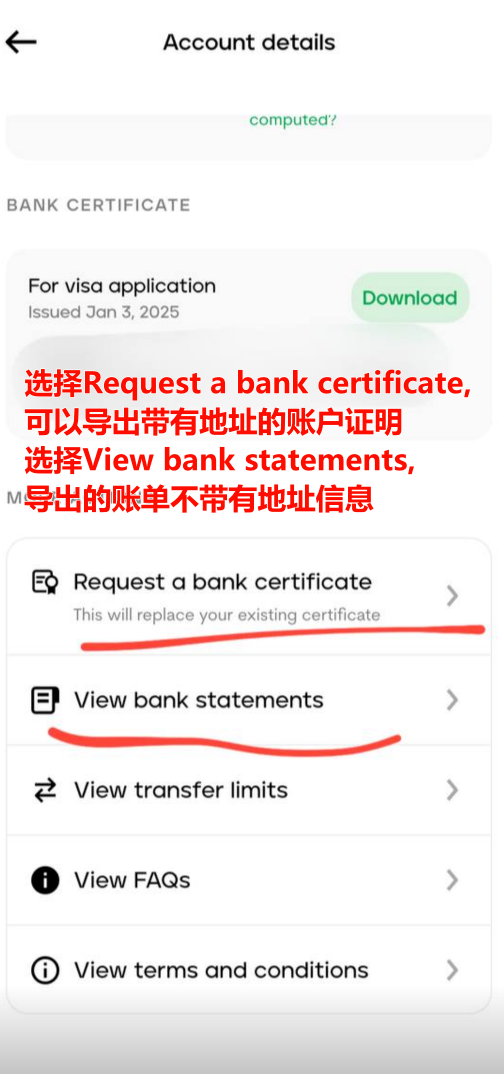 Account details
computed?
BANK CERTIFICATE
For visa application
Download
Issued Jan 3, 2025
选择Request a bank certificate,
可以导出带有地址的账户证明
选择View bank statements,
导出的账单不带有地址信息
Request a bank certificate
This will replace your existing certificate
View bank statements
View transfer limits
View FAQs
View terms and conditions